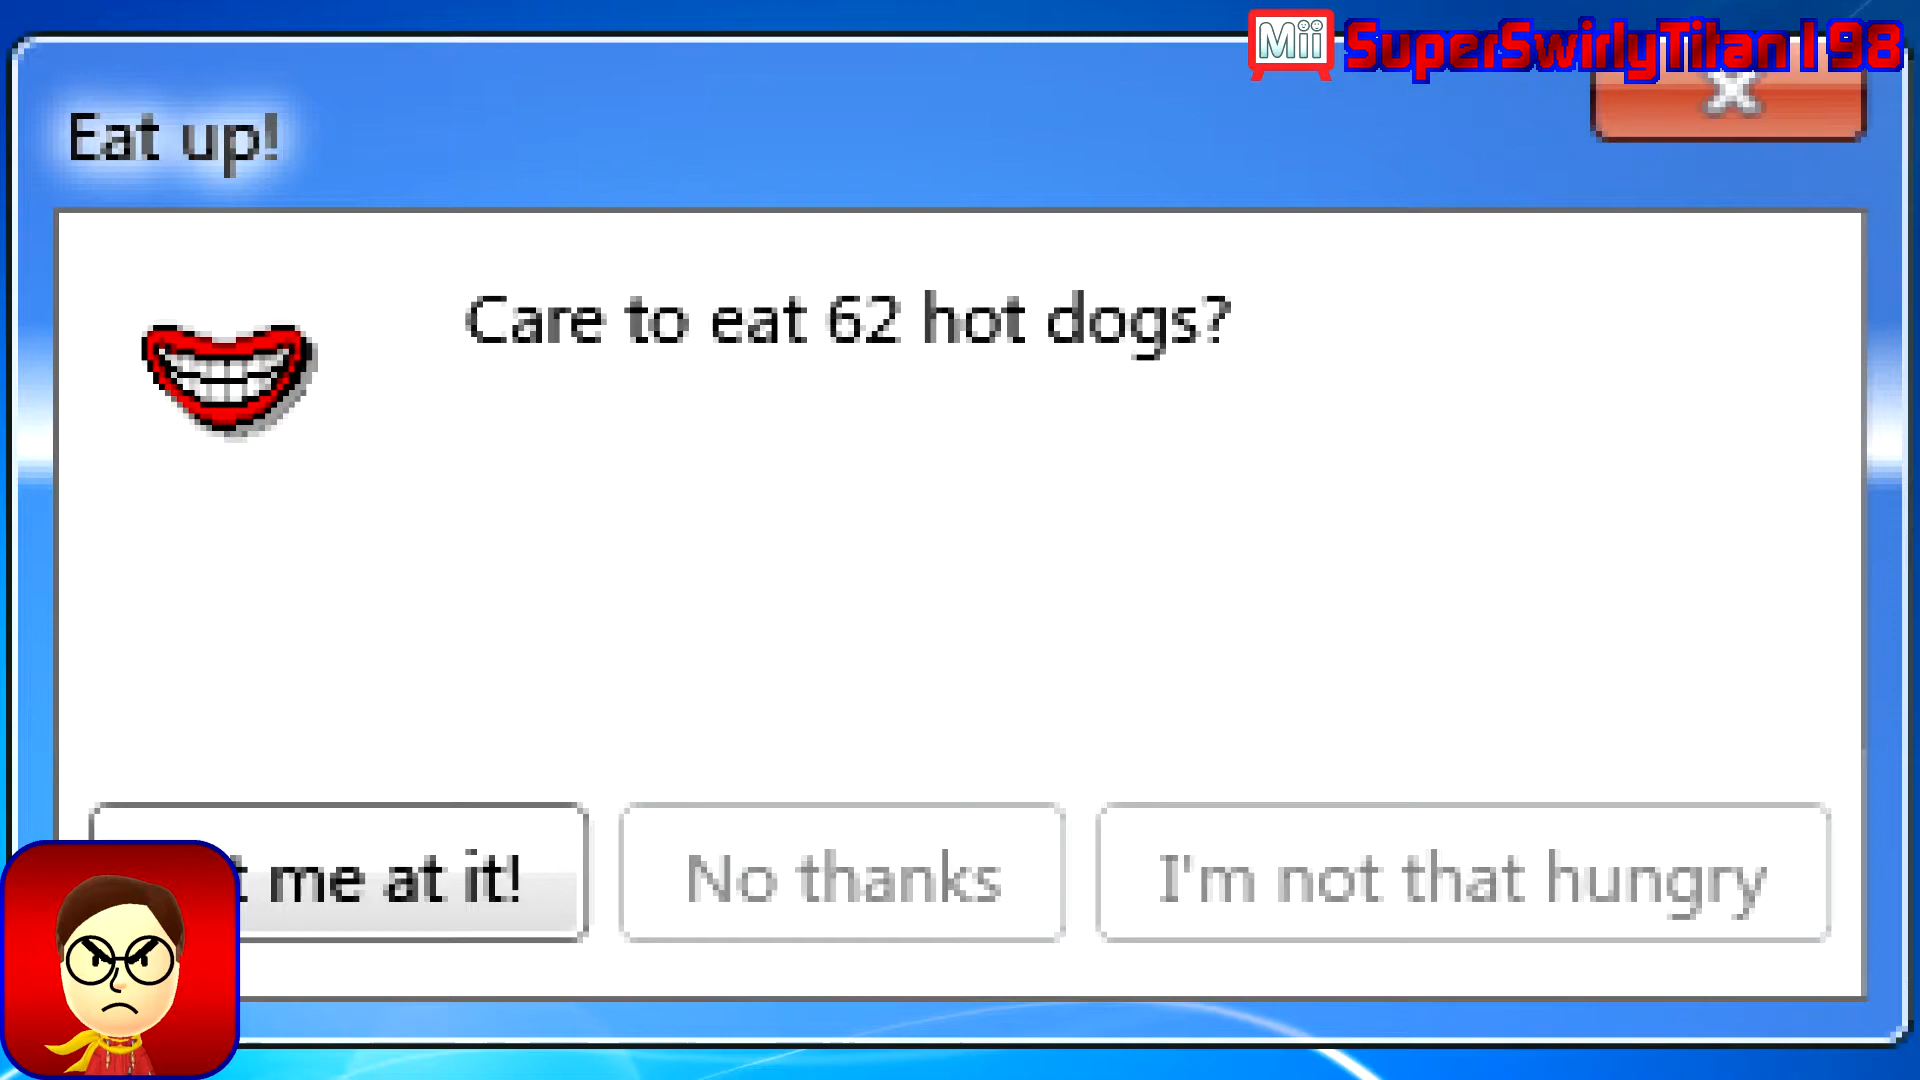 Mii SuperSwirlyTitan198
Eat up!
Care to eat 62 hot dogs?
t me at it!
No thanks
I'm not that hungry